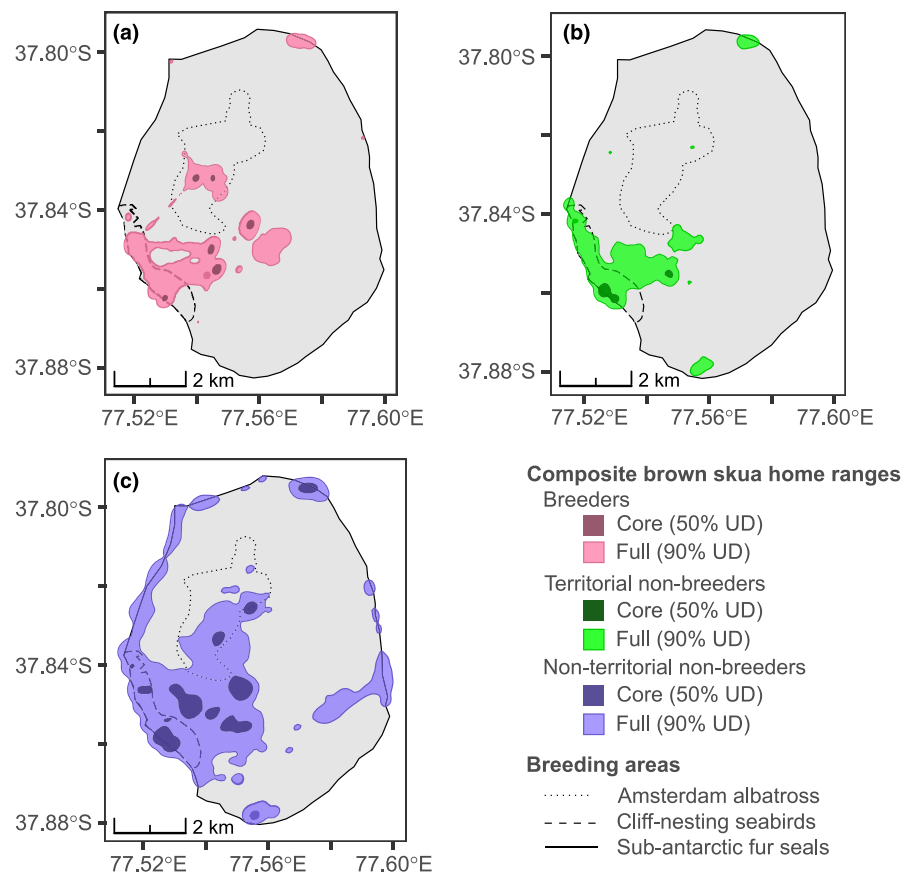 (a)
37.80°S
37.84°S
37.88°S
2 km
77.52°E 77.56°E 77.60°E
(b)
37.80°S
37.84°S
37.88°S
2 km
77.52°E 77.56°E 77.60°E
(c)
37.80°S
37.84°S
37.88°S
2 km
77.52°E 77.56°E 77.60°E
Composite brown skua home ranges
Breeders
Core (50% UD)
Full (90% UD)
Territorial non-breeders
Core (50% UD)
Full (90% UD)
Non-territorial non-breeders
Core (50% UD)
Full (90% UD)
Breeding areas
Amsterdam albatross
Cliff-nesting seabirds
Sub-antarctic fur seals